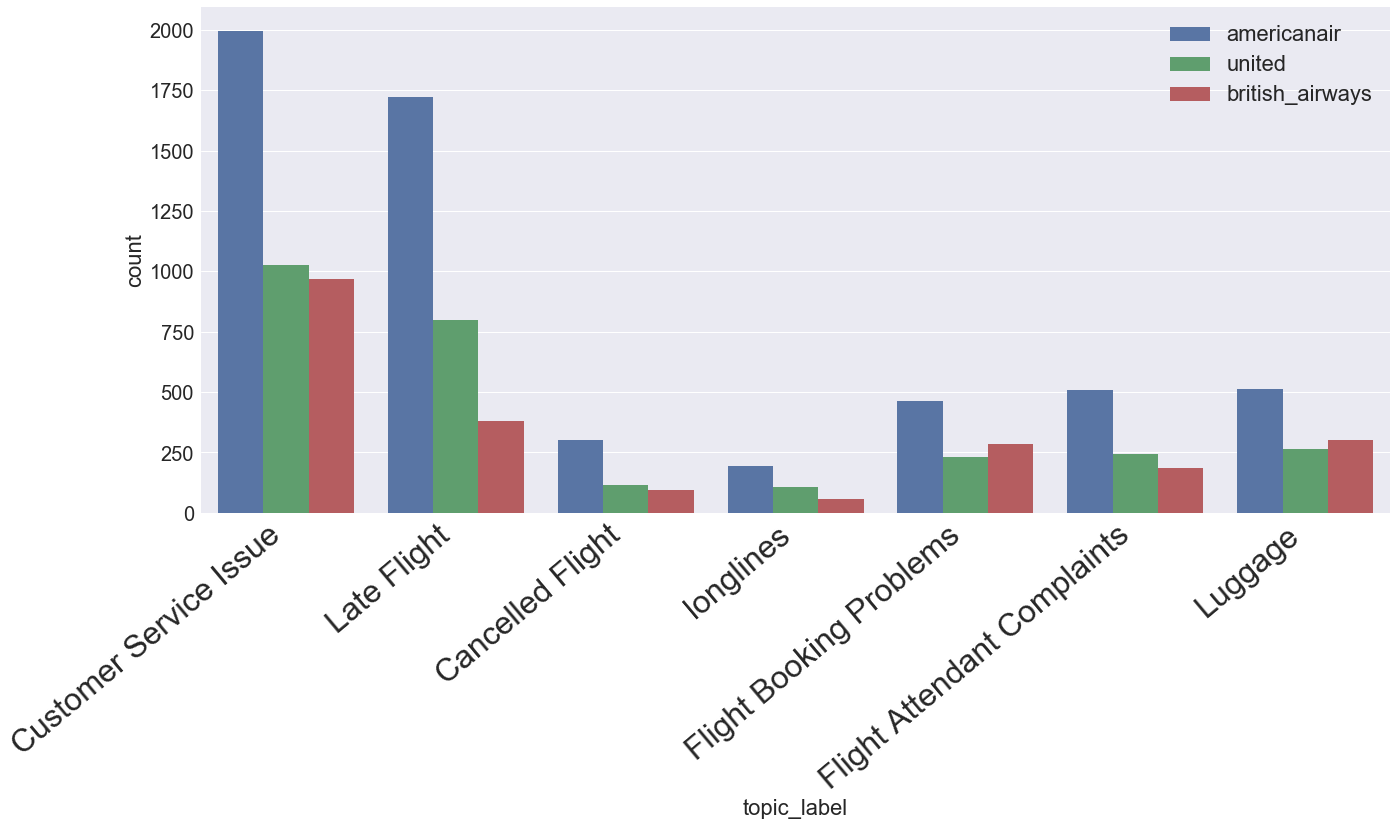 2000
1750
1500
1250
1000
750
500
250
0
count
americanair
united
british_airways
Customer Service Issue
Late Flight
Cancelled Flight
longlines
Flight Booking Problems
Flight Attendant Complaints
Luggage
topic_label